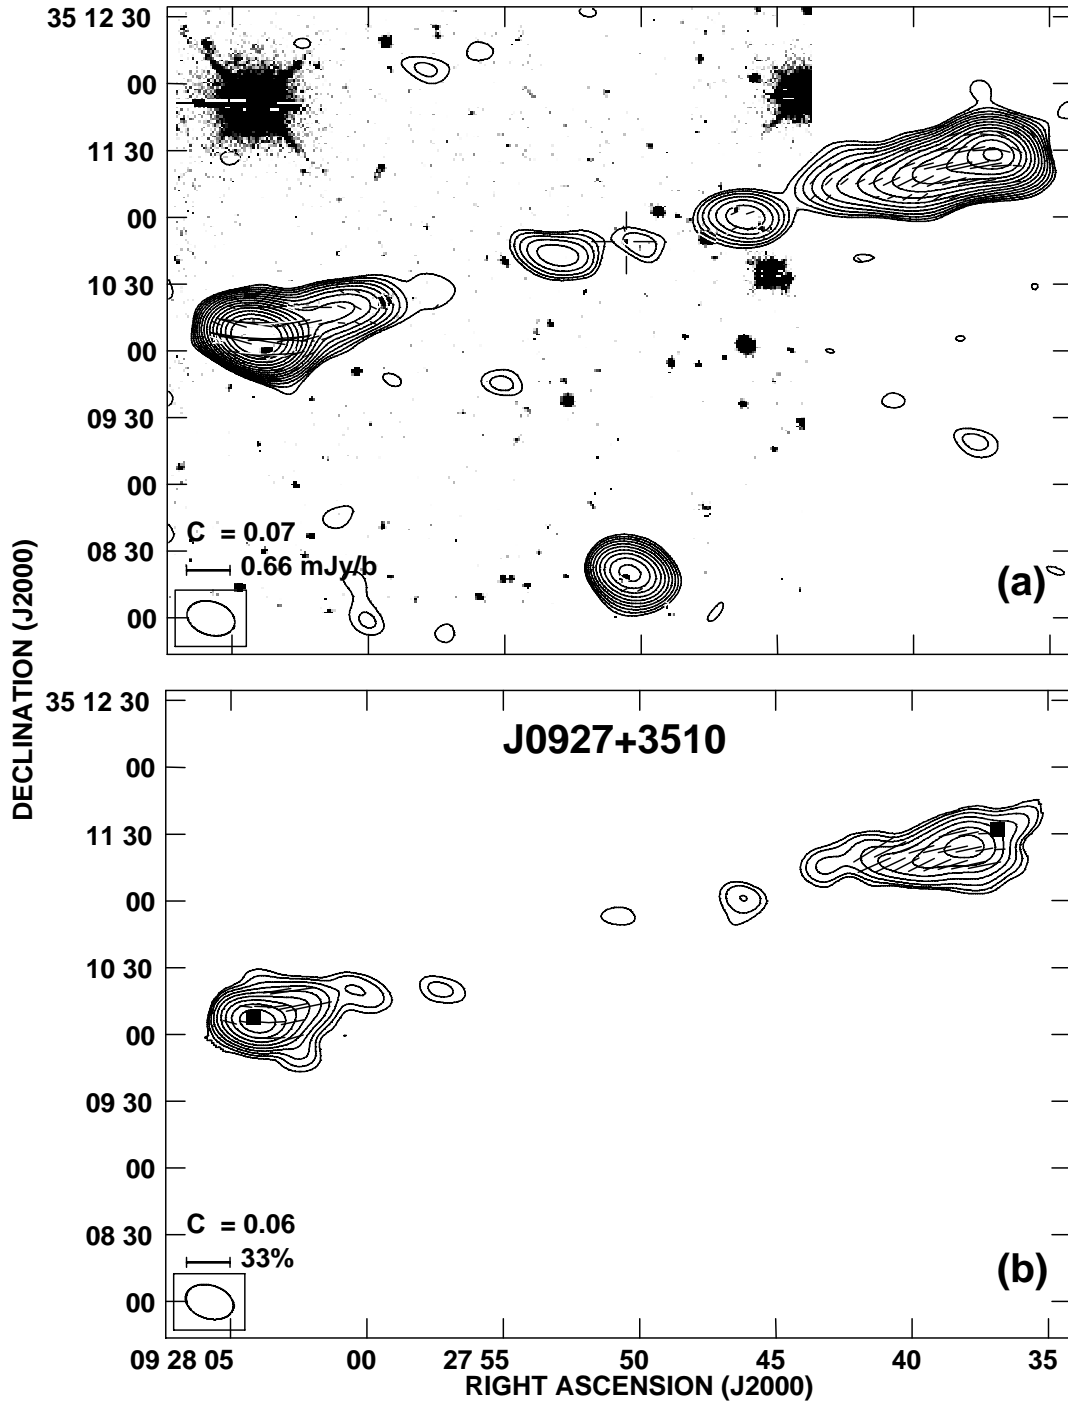 35 12 30
00
11 30
00
10 30
00
09 30
00
08 30
00
C = 0.07
0.66 mJy/b
(a)
DECLINATION (J2000)
35 12 30
00
11 30
00
10 30
00
09 30
00
08 30
00
J0927+3510
C = 0.06
33%
(b)
09 28 05 00 27 55 50 45 40 35
RIGHT ASCENSION (J2000)